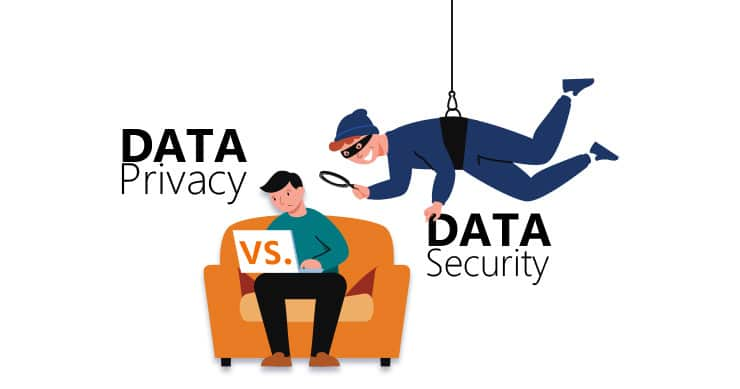 DATA
Privacy
VS.
DATA
Security